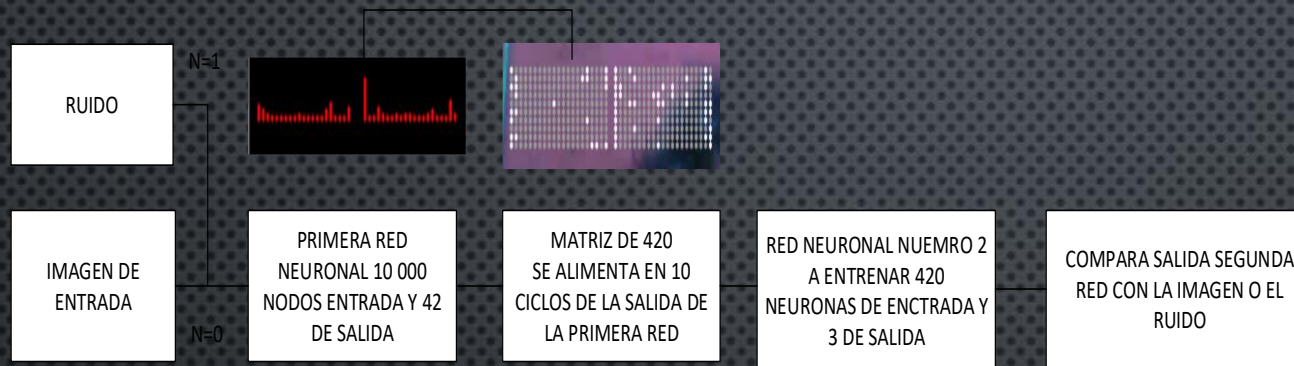 RUIDO
N=1
IMAGEN DE
ENTRADA
N=0
PRIMERA RED
NEURONAL 10 000
NODOS ENTRADA Y 42
DE SALIDA
MATRIZ DE 420
SE ALIMENTA EN 10
CICLOS DE LA SALIDA DE
LA PRIMERA RED
RED NEURONAL NUEMRO 2
A ENTRENAR 420
NEURONAS DE ENCTRADA Y
3 DE SALIDA
COMPARA SALIDA SEGUNDA
RED CON LA IMAGEN O EL
RUIDO